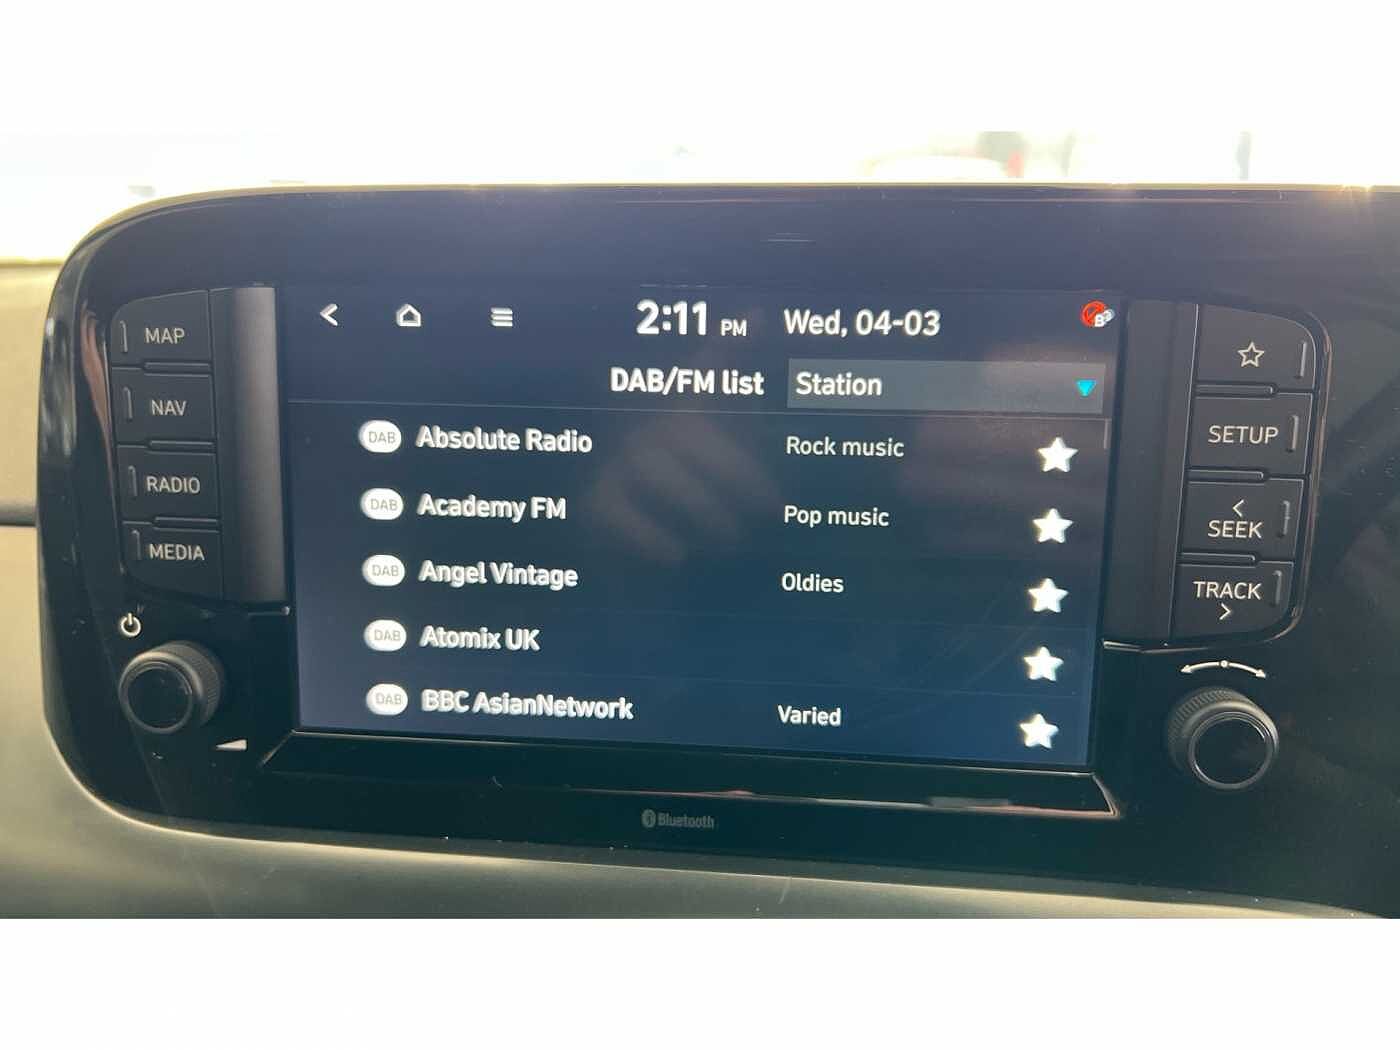 2:11 PM Wed, 04-03
DAB/FM list Station
DAB Absolute Radio Rock music
DAB Academy FM Pop music
DAB Angel Vintage Oldies
DAB Atomix UK
DAB BBC AsianNetwork Varied
MAP
NAV
RADIO
MEDIA
SETUP
< SEEK
TRACK >
Bluetooth